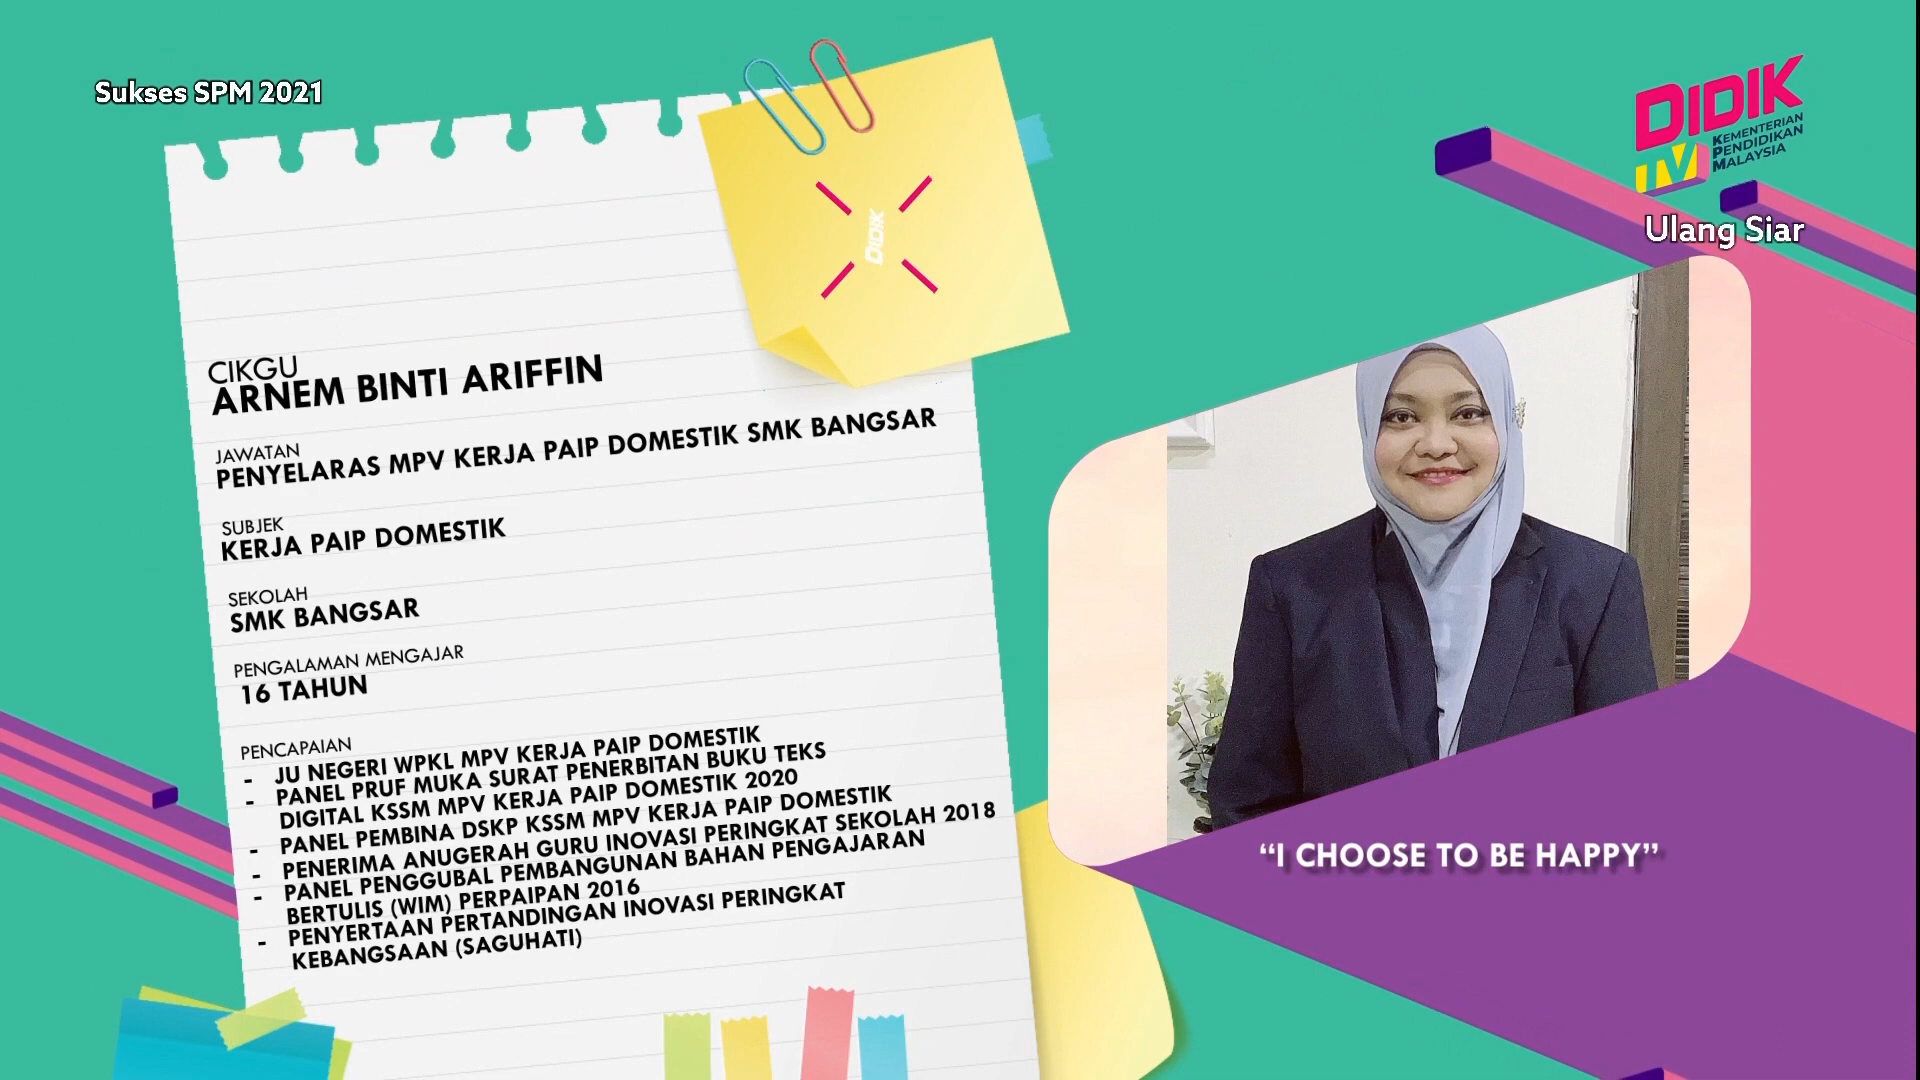 Sukses SPM 2021
DIDIK
TV
KEMENTERIAN
PENDIDIKAN
MALAYSIA
Ulang Siar
DIDIK
CIKGU
ARNEM BINTI ARIFFIN
JAWATAN
PENYELARAS MPV KERJA PAIP DOMESTIK SMK BANGSAR
SUBJEK
KERJA PAIP DOMESTIK
SEKOLAH
SMK BANGSAR
PENGALAMAN MENGAJAR
16 TAHUN
PENCAPAIAN
- JU NEGERI WPKL MPV KERJA PAIP DOMESTIK
- PANEL PRUF MUKA SURAT PENERBITAN BUKU TEKS
DIGITAL KSSM MPV KERJA PAIP DOMESTIK 2020
- PANEL PEMBINA DSKP KSSM MPV KERJA PAIP DOMESTIK
- PENERIMA ANUGERAH GURU INOVASI PERINGKAT SEKOLAH 2018
- PANEL PENGGUBAL PEMBANGUNAN BAHAN PENGAJARAN
BERTULIS (WIM) PERPAIPAN 2016
- PENYERTAAN PERTANDINGAN INOVASI PERINGKAT
KEBANGSAAN (SAGUHATI)
“I CHOOSE TO BE HAPPY”